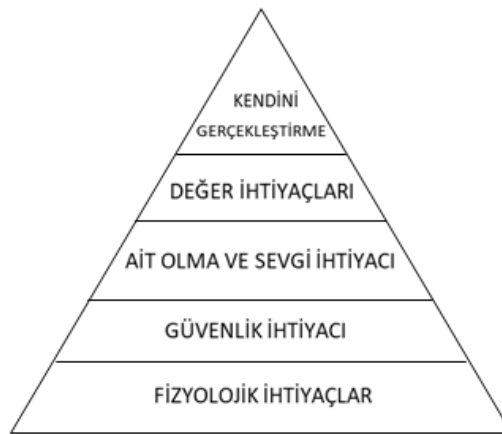 KENDİNİ
GERÇEKLEŞTİRME
DEĞER İHTİYAÇLARI
AİT OLMA VE SEVGİ İHTİYACI
GÜVENLİK İHTİYACI
FİZYOLOJİK İHTİYAÇLAR